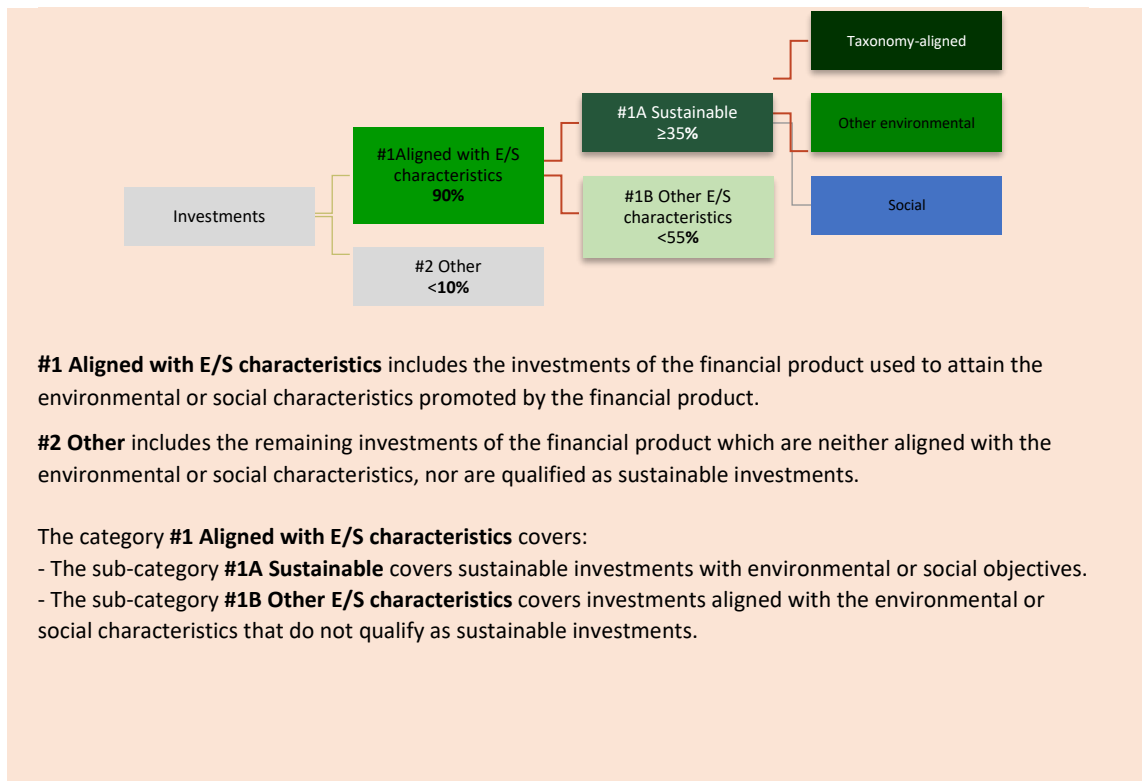 Taxonomy-aligned
#1A Sustainable
≥35%
Other environmental
#1Aligned with E/S
characteristics
90%
#1B Other E/S
characteristics
<55%
Social
Investments
#2 Other
<10%
#1 Aligned with E/S characteristics includes the investments of the financial product used to attain the
environmental or social characteristics promoted by the financial product.
#2 Other includes the remaining investments of the financial product which are neither aligned with the
environmental or social characteristics, nor are qualified as sustainable investments.
The category #1 Aligned with E/S characteristics covers:
- The sub-category #1A Sustainable covers sustainable investments with environmental or social objectives.
- The sub-category #1B Other E/S characteristics covers investments aligned with the environmental or
social characteristics that do not qualify as sustainable investments.